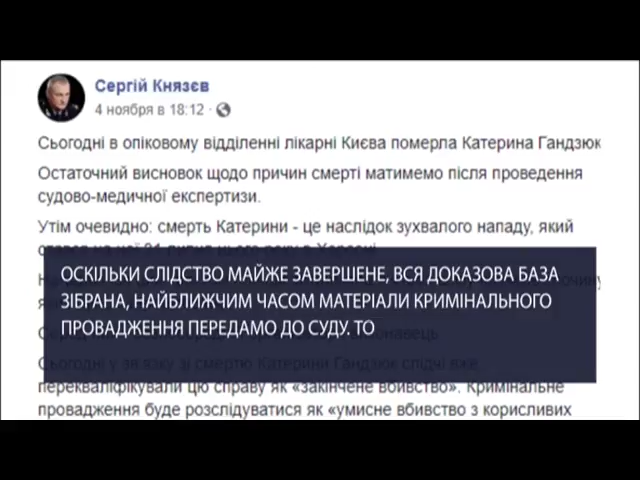 Сергій Князєв
4 ноября в 18:12 ·
Сьогодні в опіковому відділенні лікарні Києва померла Катерина Гандзюк
Остаточний висновок щодо причин смерті матимемо після проведення
судово-медичної експертизи.
Утім очевидно: смерть Катерини - це наслідок зухвалого нападу, який
ОСКІЛЬКИ СЛІДСТВО МАЙЖЕ ЗАВЕРШЕНЕ, ВСЯ ДОКАЗОВА БАЗА
ЗІБРАНА, НАЙБЛИЖЧИМ ЧАСОМ МАТЕРІАЛИ КРИМІНАЛЬНОГО
ПРОВАДЖЕННЯ ПЕРЕДАМО ДО СУДУ. ТО
Сьогодні у зв'язку зі смертю Катерини Гандзюк слідчі вже
перекваліфікували цю справу як «закінчене вбивство». Кримінальне
провадження буде розслідуватися як «умисне вбивство з корисливих